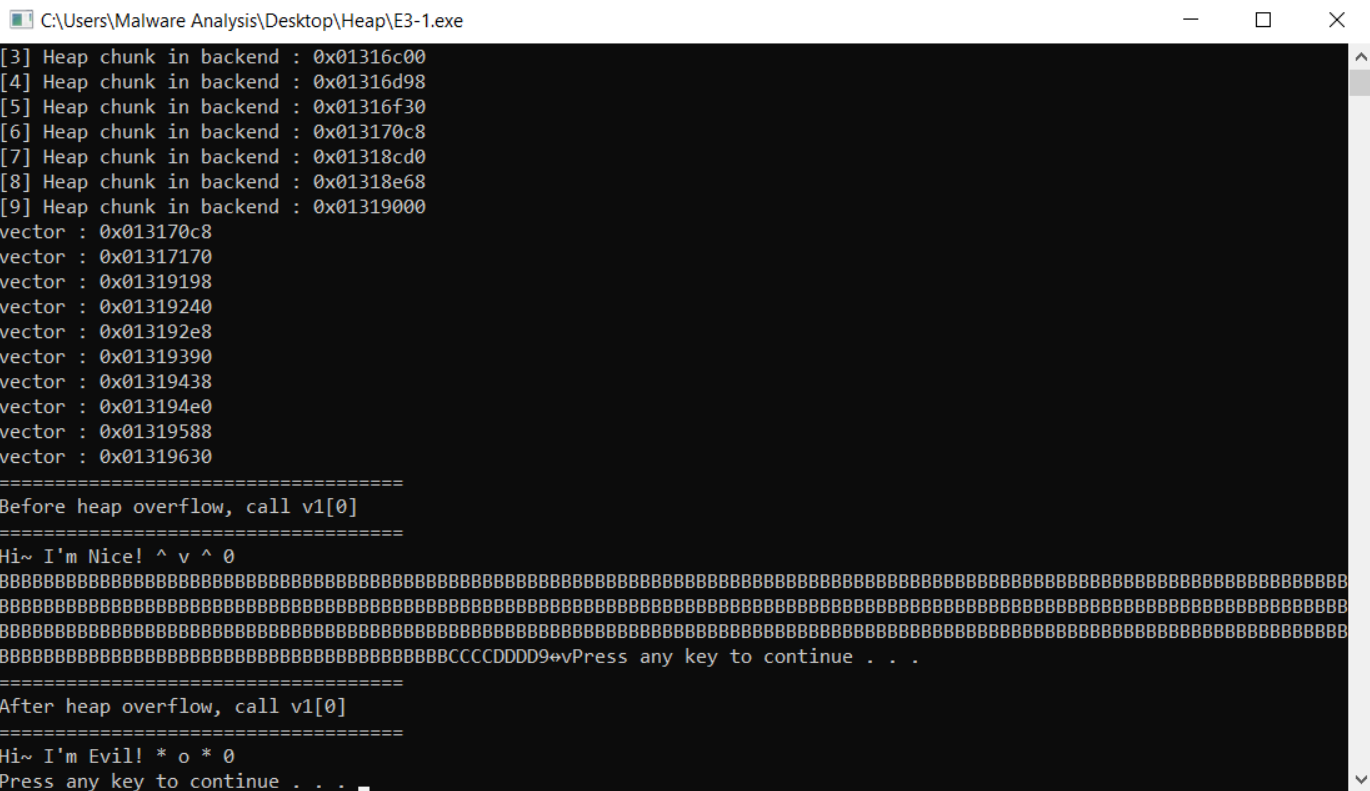 C:\Users\Malware Analysis\Desktop\Heap\E3-1.exe
[3] Heap chunk in backend : 0x01316c00
[4] Heap chunk in backend : 0x01316d98
[5] Heap chunk in backend : 0x01316f30
[6] Heap chunk in backend : 0x013170c8
[7] Heap chunk in backend : 0x01318cd0
[8] Heap chunk in backend : 0x01318e68
[9] Heap chunk in backend : 0x01319000
vector : 0x013170c8
vector : 0x01317170
vector : 0x01319198
vector : 0x01319240
vector : 0x013192e8
vector : 0x01319390
vector : 0x01319438
vector : 0x013194e0
vector : 0x01319588
vector : 0x01319630
====================================
Before heap overflow, call v1[0]
====================================
Hi~ I'm Nice! ^ v ^ 0
BBBBBBBBBBBBBBBBBBBBBBBBBBBBBBBBBBBBBBBBBBBBBBBBBBBBBBBBBBBBBBBBBBBBBBBBBBBBBBBBBBBBBBBBBBBBBBBBBBBBBBBBBBBBBBBBBBBBBBBB
BBBBBBBBBBBBBBBBBBBBBBBBBBBBBBBBBBBBBBBBBBBBBBBBBBBBBBBBBBBBBBBBBBBBBBBBBBBBBBBBBBBBBBBBBBBBBBBBBBBBBBBBBBBBBBBBBBBBBBBB
BBBBBBBBBBBBBBBBBBBBBBBBBBBBBBBBBBBBBBBBBBBBBBBBBBBBBBBBBBBBBBBBBBBBBBBBBBBBBBBBBBBBBBBBBBBBBBBBBBBBBBBBBBBBBBBBBBBBBBBB
BBBBBBBBBBBBBBBBBBBBBBBBBBBBBBBBBBBBBBBBCCCCDDDD9↔vPress any key to continue . . .
====================================
After heap overflow, call v1[0]
====================================
Hi~ I'm Evil! * o * 0
Press any key to continue . . .